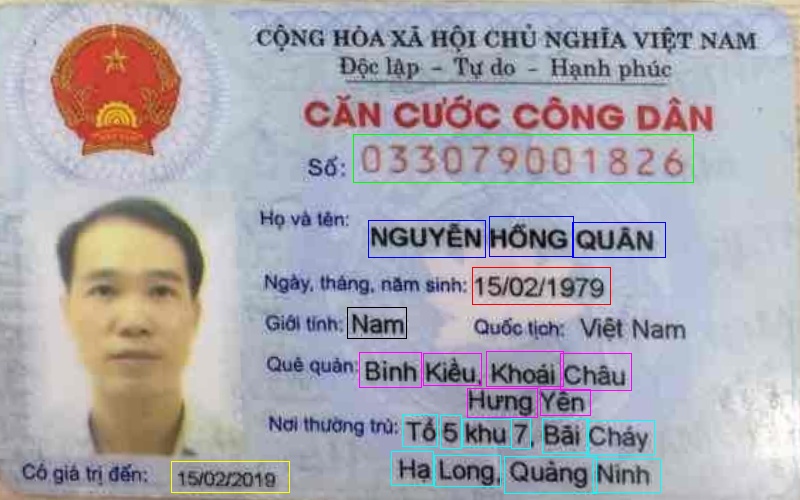 CỘNG HÒA XÃ HỘI CHỦ NGHĨA VIỆT NAM
Độc lập - Tự do - Hạnh phúc
CĂN CƯỚC CÔNG DÂN
Số: 033079001826
Họ và tên: NGUYỄN HỒNG QUÂN
Ngày, tháng, năm sinh: 15/02/1979
Giới tính: Nam Quốc tịch: Việt Nam
Quê quán: Bình Kiều, Khoái Châu
Hưng Yên
Nơi thường trú: Tổ 5 khu 7, Bãi Cháy
Hạ Long, Quảng Ninh
Có giá trị đến: 15/02/2019